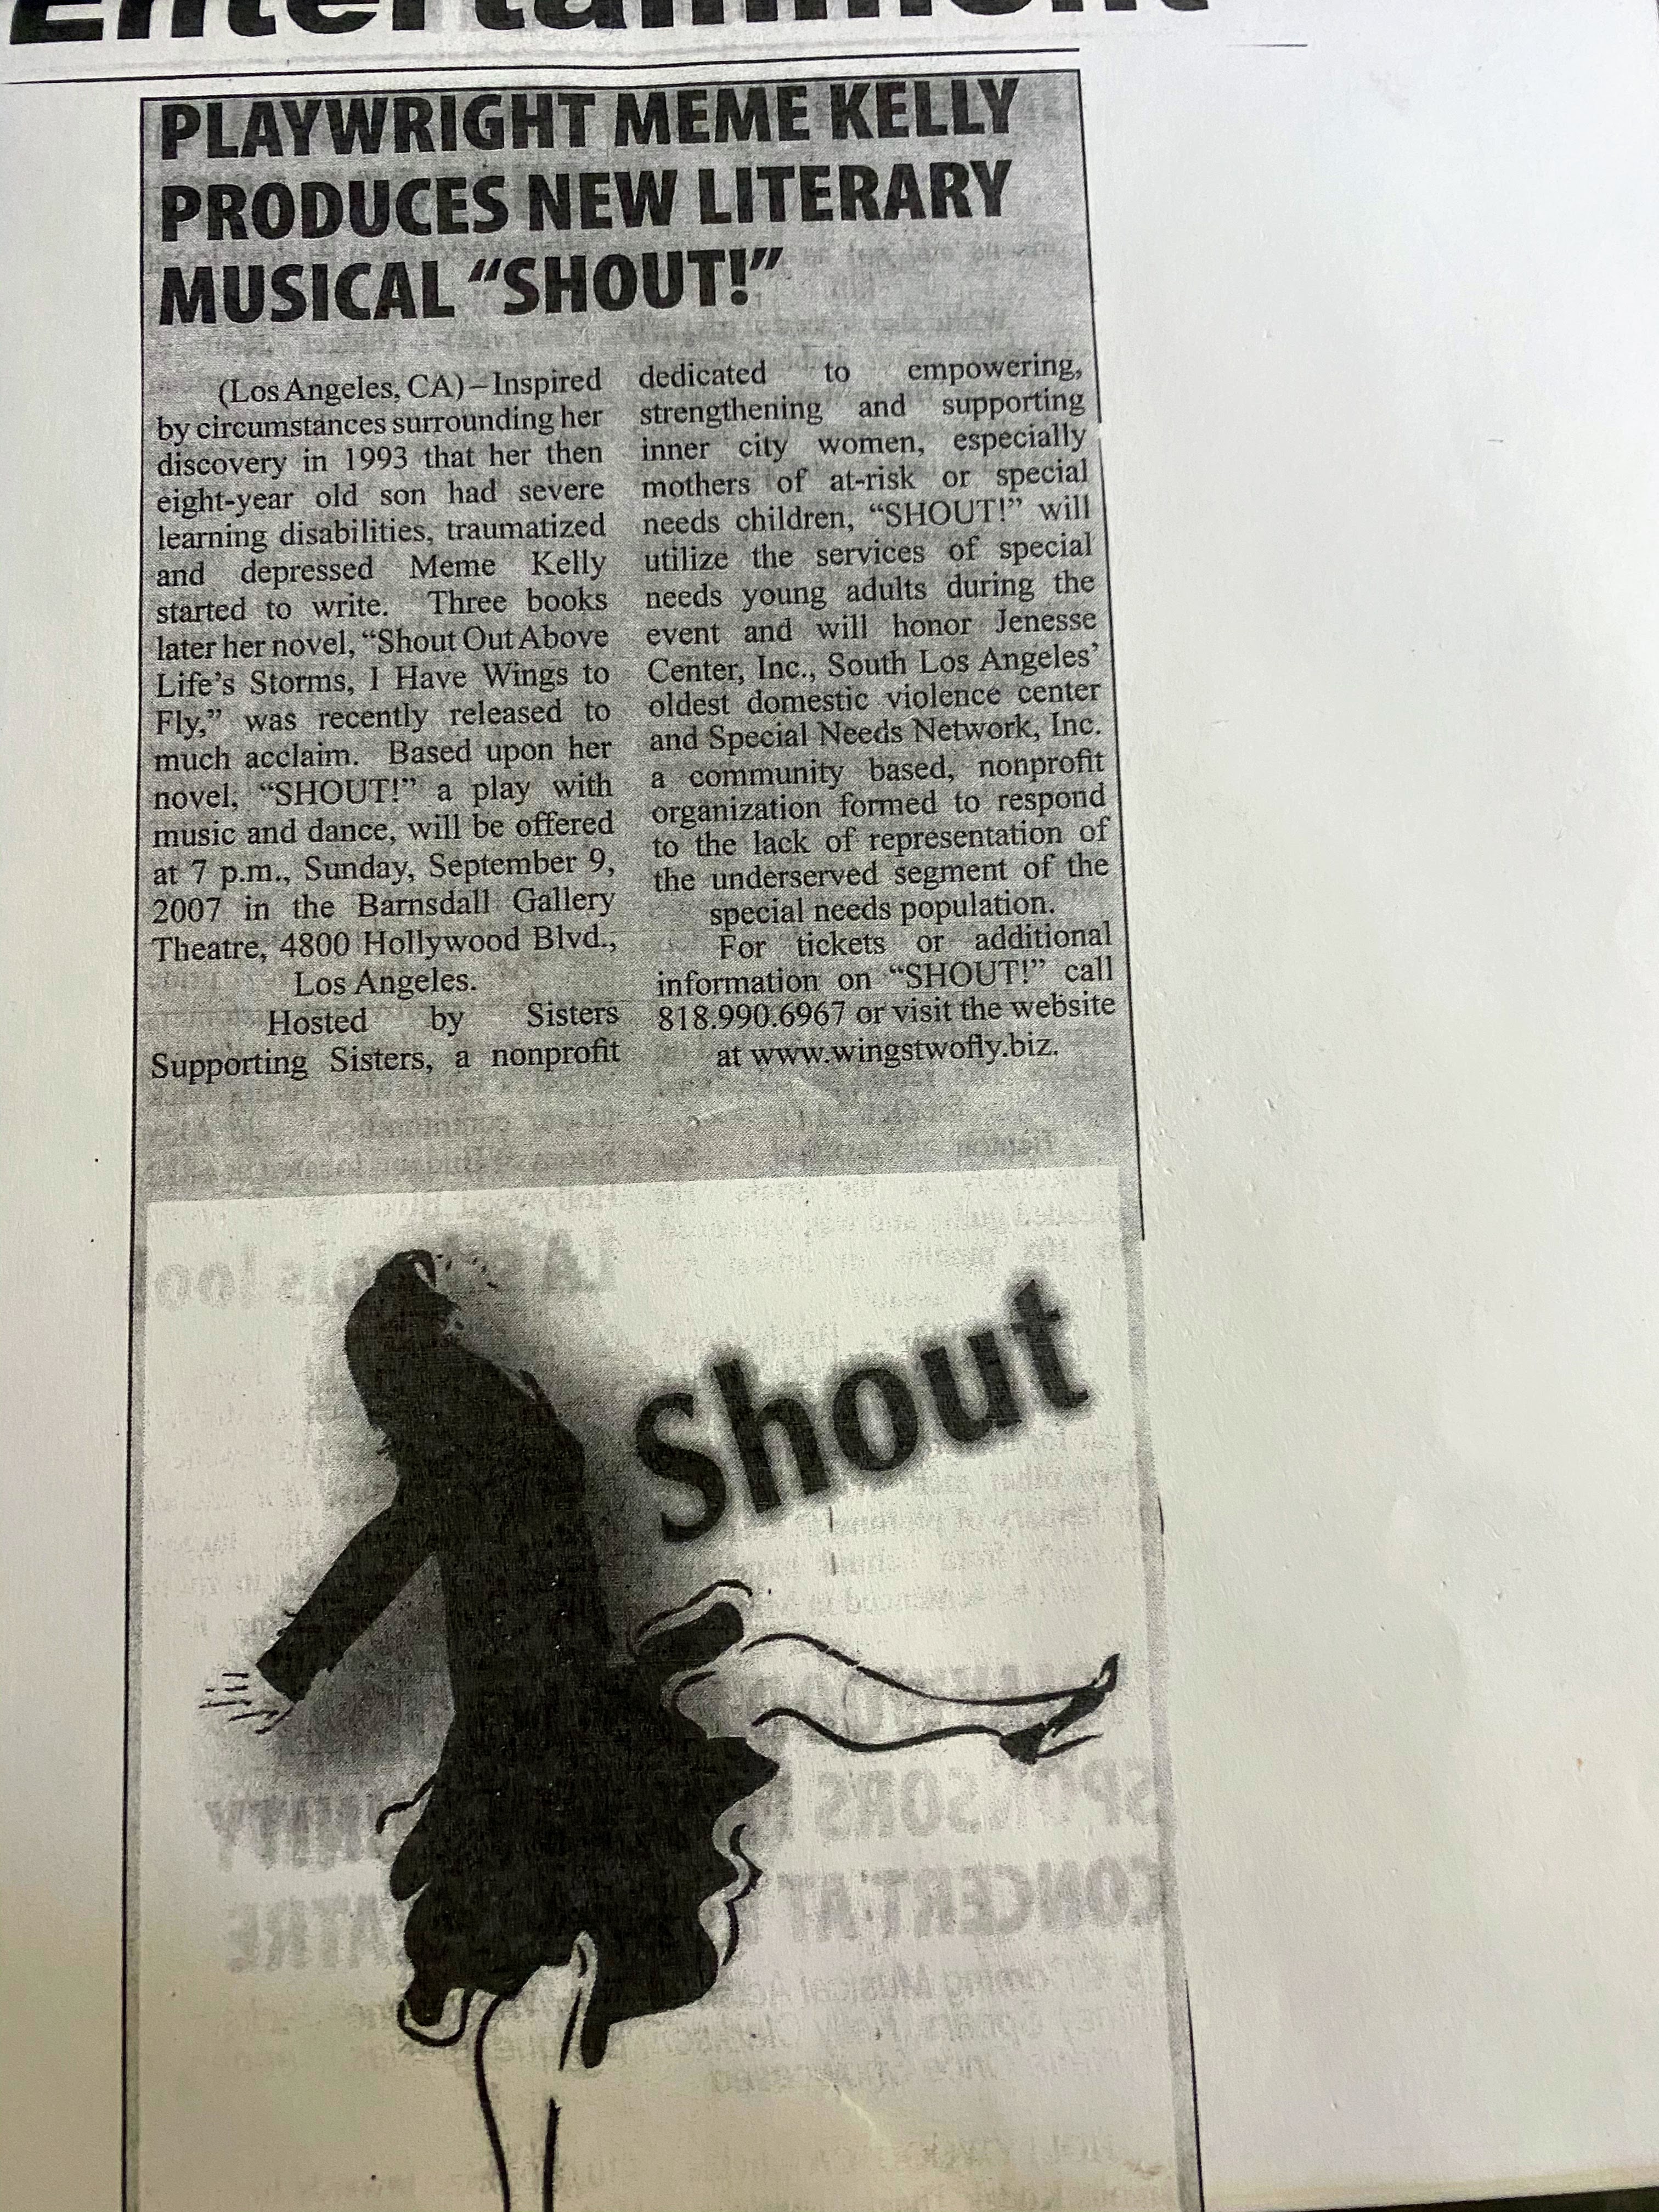 Entertainment
PLAYWRIGHT MEME KELLY
PRODUCES NEW LITERARY
MUSICAL “SHOUT!”
(Los Angeles, CA) – Inspired
by circumstances surrounding her
discovery in 1993 that her then
eight-year old son had severe
learning disabilities, traumatized
and depressed Meme Kelly
started to write. Three books
later her novel, “Shout Out Above
Life’s Storms, I Have Wings to
Fly,” was recently released to
much acclaim. Based upon her
novel, “SHOUT!” a play with
music and dance, will be offered
at 7 p.m., Sunday, September 9,
2007 in the Barnsdall Gallery
Theatre, 4800 Hollywood Blvd.,
Los Angeles.
Hosted by Sisters
Supporting Sisters, a nonprofit
dedicated to empowering,
strengthening and supporting
inner city women, especially
mothers of at-risk or special
needs children, “SHOUT!” will
utilize the services of special
needs young adults during the
event and will honor Jenesse
Center, Inc., South Los Angeles’
oldest domestic violence center
and Special Needs Network, Inc.
a community based, nonprofit
organization formed to respond
to the lack of representation of
the underserved segment of the
special needs population.
For tickets or additional
information on “SHOUT!” call
818.990.6967 or visit the website
at www.wingstwofly.biz.
Shout